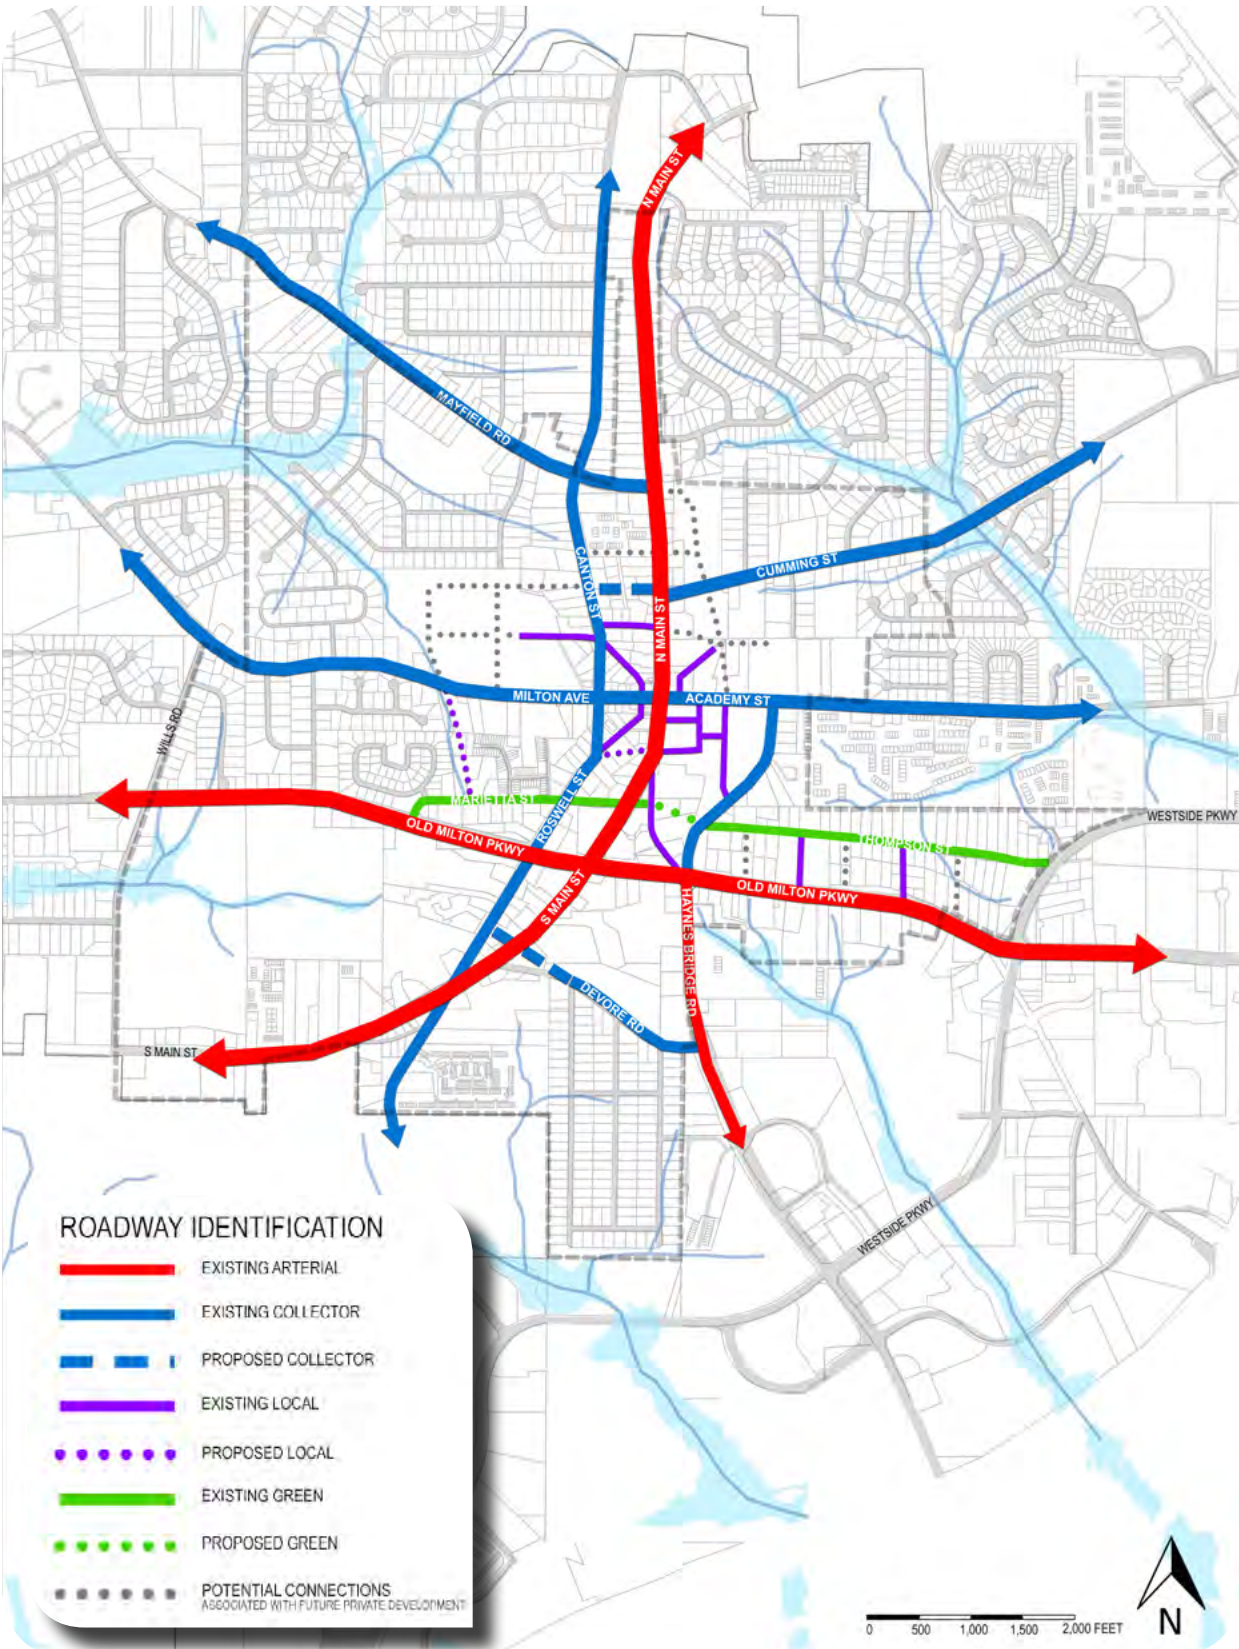 N MAIN ST
MAYFIELD RD
CANTON ST
CUMMING ST
N MAIN ST
MILTON AVE
ACADEMY ST
WILLS RD
MARIETTA ST
ROSWELL ST
WESTSIDE PKWY
OLD MILTON PKWY
THOMPSON ST
OLD MILTON PKWY
S MAIN ST
HAYNES BRIDGE RD
DEVORE RD
S MAIN ST
WESTSIDE PKWY
ROADWAY IDENTIFICATION
EXISTING ARTERIAL
EXISTING COLLECTOR
PROPOSED COLLECTOR
EXISTING LOCAL
PROPOSED LOCAL
EXISTING GREEN
PROPOSED GREEN
POTENTIAL CONNECTIONS
ASSOCIATED WITH FUTURE PRIVATE DEVELOPMENT
N
0 500 1,000 1,500 2,000 FEET